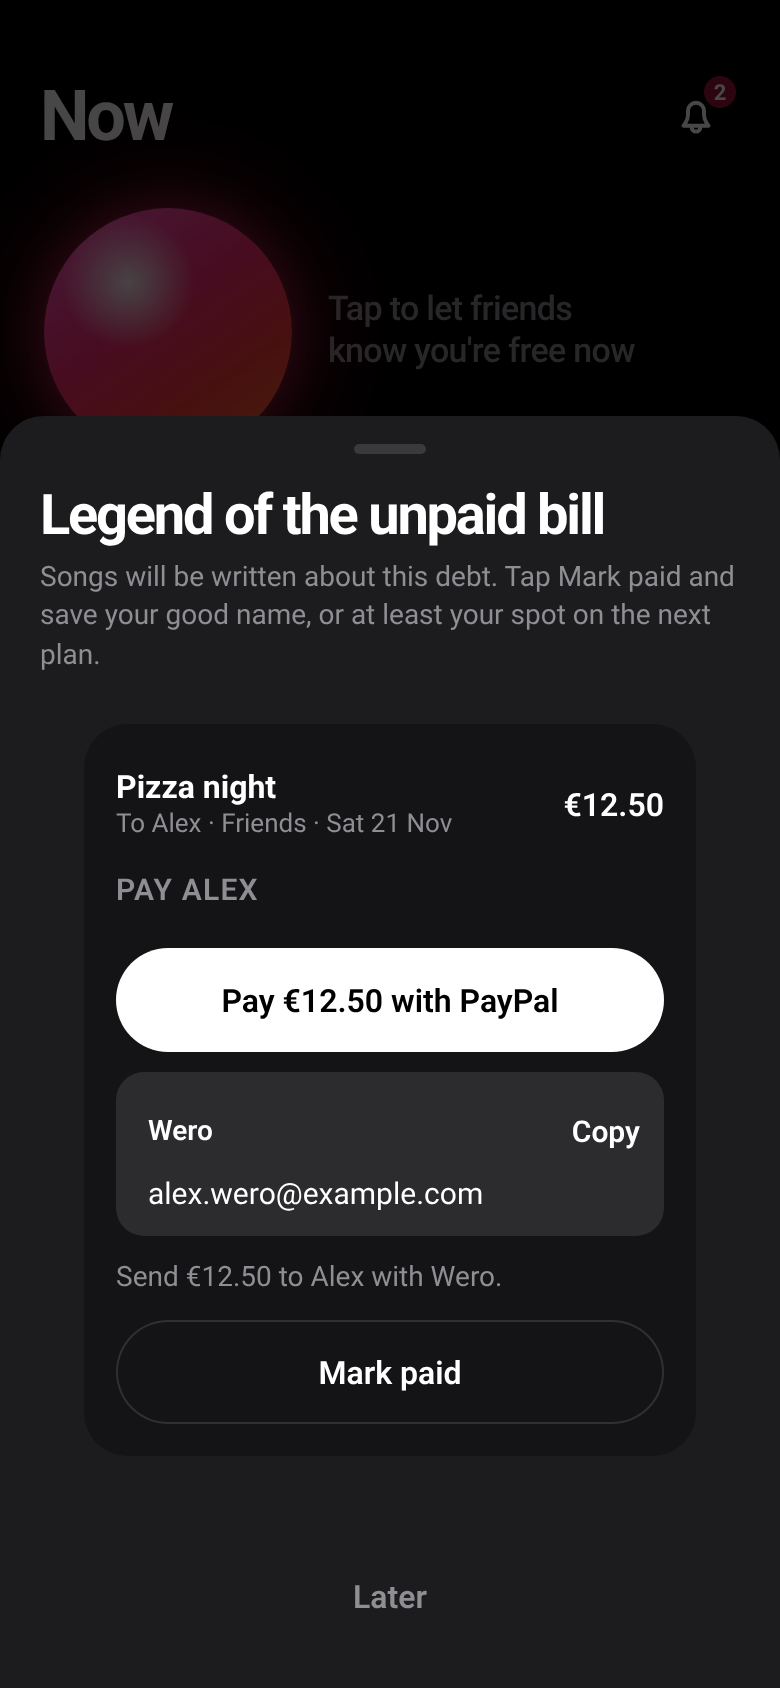 Now
2
Tap to let friends
know you're free now
Legend of the unpaid bill
Songs will be written about this debt. Tap Mark paid and
save your good name, or at least your spot on the next
plan.
Pizza night
€12.50
To Alex · Friends · Sat 21 Nov
PAY ALEX
Pay €12.50 with PayPal
Wero
Copy
alex.wero@example.com
Send €12.50 to Alex with Wero.
Mark paid
Later